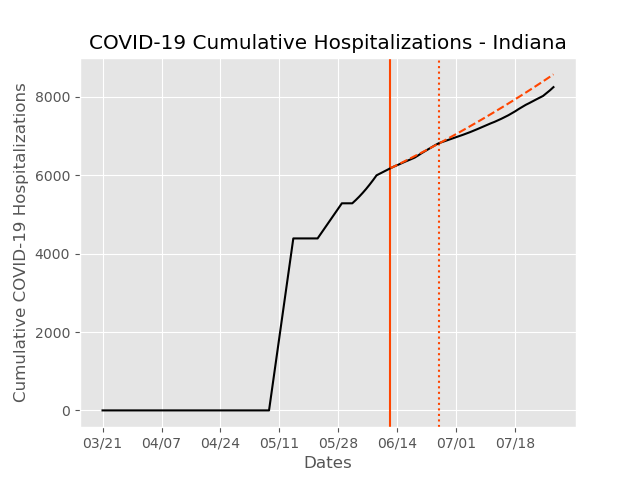 COVID-19 Cumulative Hospitalizations - Indiana
Cumulative COVID-19 Hospitalizations
8000
6000
4000
2000
0
03/21 04/07 04/24 05/11 05/28 06/14 07/01 07/18
Dates